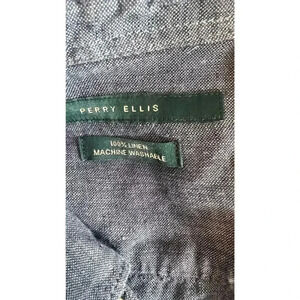 PERRY ELLIS
100% LINEN
MACHINE WASHABLE